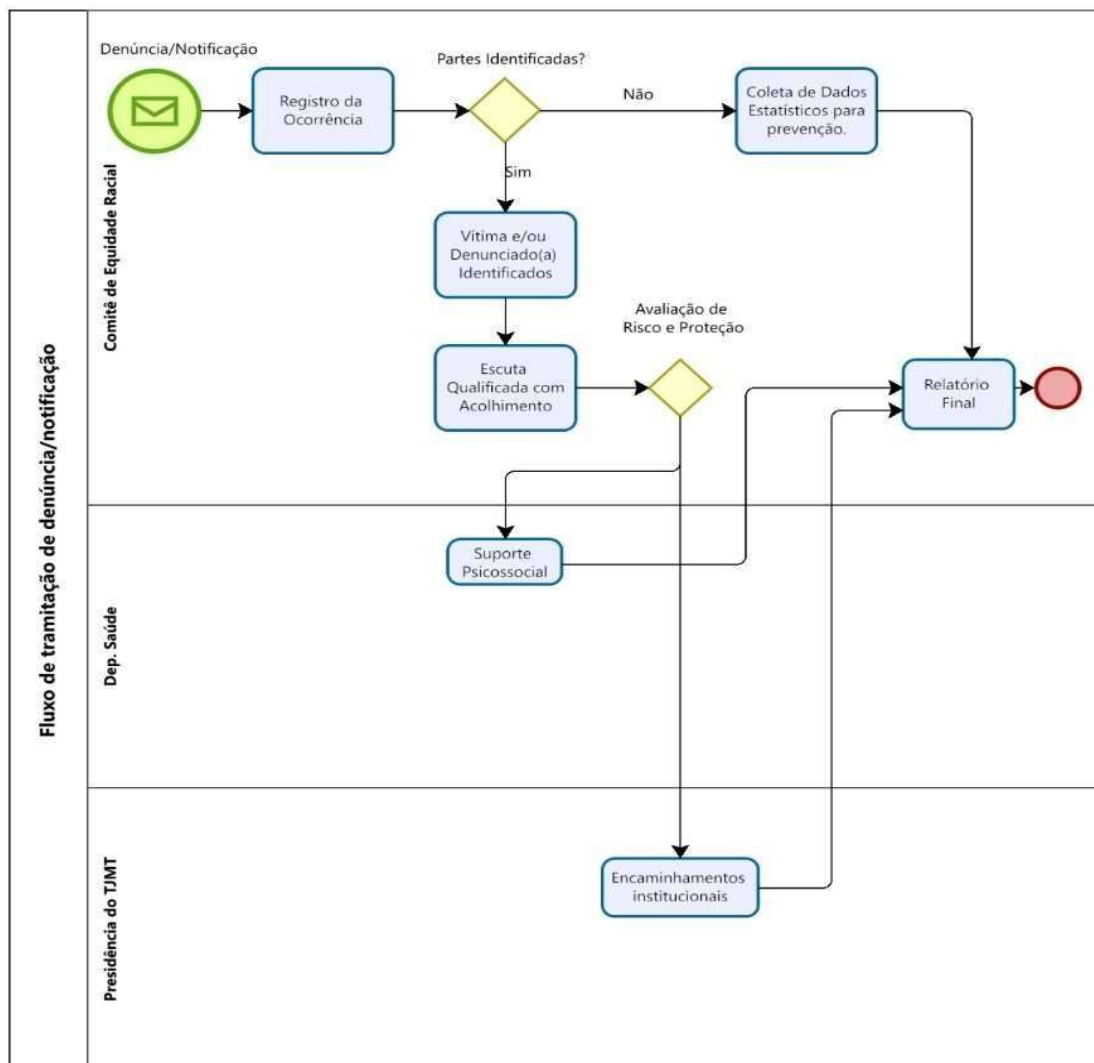 Fluxo de tramitação de denúncia/notificação
Comitê de Equidade Racial
Denúncia/Notificação
Registro da
Ocorrência
Partes Identificadas?
Não
Coleta de Dados
Estatísticos para
prevenção.
Sim
Vítima e/ou
Denunciado(a)
Identificados
Escuta
Qualificada com
Acolhimento
Avaliação de
Risco e Proteção
Relatório
Final
Dep. Saúde
Suporte
Psicossocial
Presidência do TJMT
Encaminhamentos
institucionais